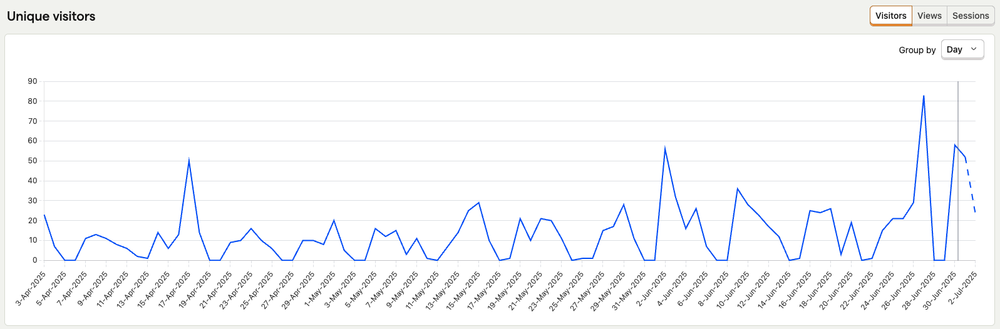 Unique visitors
Visitors Views Sessions
Group by Day
90
80
70
60
50
40
30
20
10
0
3-Apr-2025
5-Apr-2025
7-Apr-2025
9-Apr-2025
11-Apr-2025
13-Apr-2025
15-Apr-2025
17-Apr-2025
19-Apr-2025
21-Apr-2025
23-Apr-2025
25-Apr-2025
27-Apr-2025
29-Apr-2025
1-May-2025
3-May-2025
5-May-2025
7-May-2025
9-May-2025
11-May-2025
13-May-2025
15-May-2025
17-May-2025
19-May-2025
21-May-2025
23-May-2025
25-May-2025
27-May-2025
29-May-2025
31-May-2025
2-Jun-2025
4-Jun-2025
6-Jun-2025
8-Jun-2025
10-Jun-2025
12-Jun-2025
14-Jun-2025
16-Jun-2025
18-Jun-2025
20-Jun-2025
22-Jun-2025
24-Jun-2025
26-Jun-2025
28-Jun-2025
30-Jun-2025
2-Jul-2025